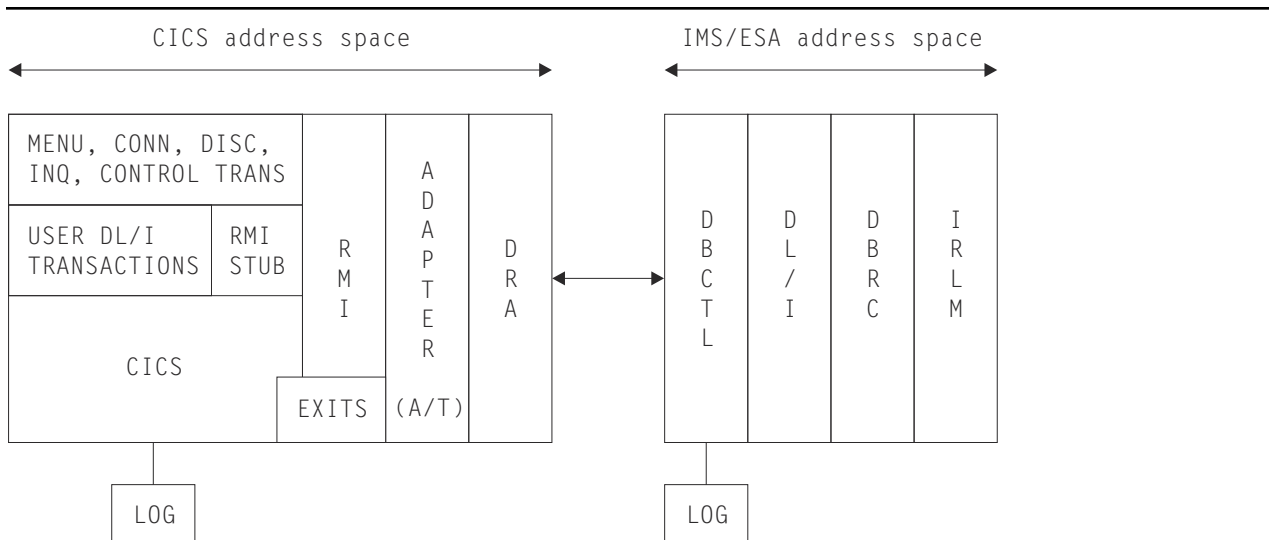 CICS address space
IMS/ESA address space
MENU, CONN, DISC,
INQ, CONTROL TRANS
USER DL/I
TRANSACTIONS
RMI
STUB
CICS
RMI
EXITS
ADAPTER
(A/T)
DRA
DBCTL
DL/I
DBRC
IRLM
LOG
LOG